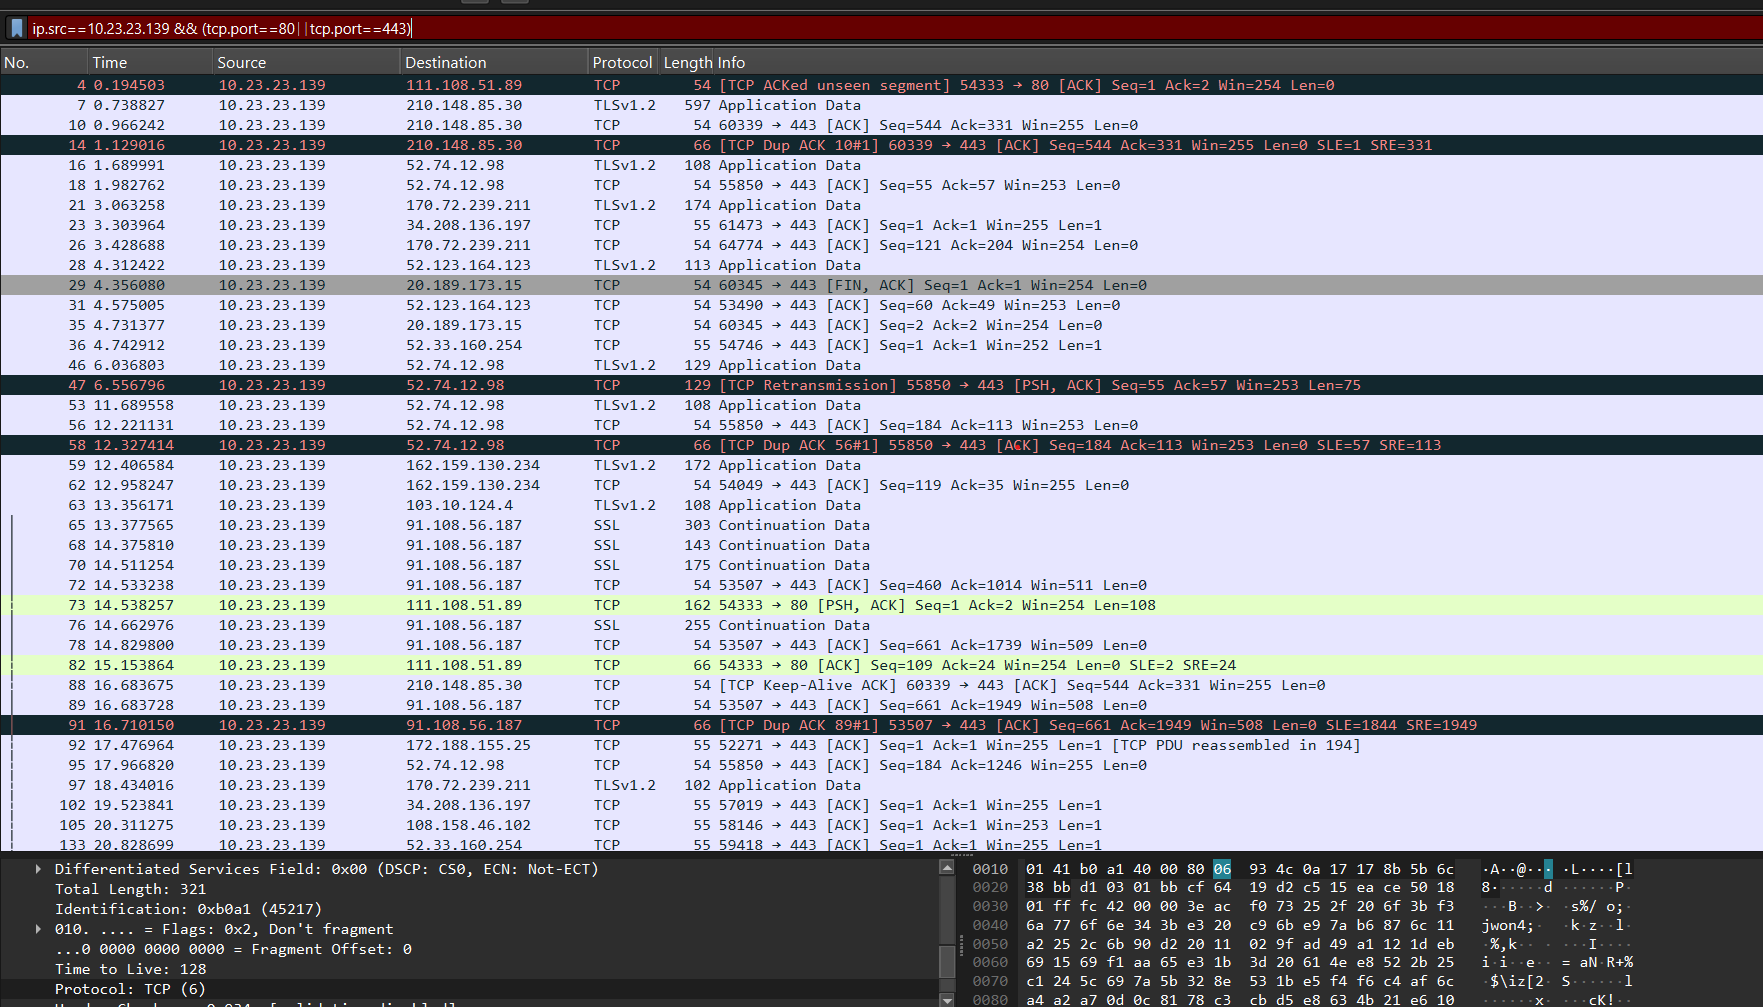 ip.src==10.23.23.139 && (tcp.port==80||tcp.port==443)
No. Time Source Destination Protocol Length Info
4 0.194503 10.23.23.139 111.108.51.89 TCP 54 [TCP ACKed unseen segment] 54333 → 80 [ACK] Seq=1 Ack=2 Win=254 Len=0
7 0.738827 10.23.23.139 210.148.85.30 TLSv1.2 597 Application Data
10 0.966242 10.23.23.139 210.148.85.30 TCP 54 60339 → 443 [ACK] Seq=544 Ack=331 Win=255 Len=0
14 1.129016 10.23.23.139 210.148.85.30 TCP 66 [TCP Dup ACK 10#1] 60339 → 443 [ACK] Seq=544 Ack=331 Win=255 Len=0 SLE=1 SRE=331
16 1.689991 10.23.23.139 52.74.12.98 TLSv1.2 108 Application Data
18 1.982762 10.23.23.139 52.74.12.98 TCP 54 55850 → 443 [ACK] Seq=55 Ack=57 Win=253 Len=0
21 3.063258 10.23.23.139 170.72.239.211 TLSv1.2 174 Application Data
23 3.303964 10.23.23.139 34.208.136.197 TCP 55 61473 → 443 [ACK] Seq=1 Ack=1 Win=255 Len=1
26 3.428688 10.23.23.139 170.72.239.211 TCP 54 64774 → 443 [ACK] Seq=121 Ack=204 Win=254 Len=0
28 4.312422 10.23.23.139 52.123.164.123 TLSv1.2 113 Application Data
29 4.356080 10.23.23.139 20.189.173.15 TCP 54 60345 → 443 [FIN, ACK] Seq=1 Ack=1 Win=254 Len=0
31 4.575005 10.23.23.139 52.123.164.123 TCP 54 53490 → 443 [ACK] Seq=60 Ack=49 Win=253 Len=0
35 4.731377 10.23.23.139 20.189.173.15 TCP 54 60345 → 443 [ACK] Seq=2 Ack=2 Win=254 Len=0
36 4.742912 10.23.23.139 52.33.160.254 TCP 55 54746 → 443 [ACK] Seq=1 Ack=1 Win=252 Len=1
46 6.036803 10.23.23.139 52.74.12.98 TLSv1.2 129 Application Data
47 6.556796 10.23.23.139 52.74.12.98 TCP 129 [TCP Retransmission] 55850 → 443 [PSH, ACK] Seq=55 Ack=57 Win=253 Len=75
53 11.689558 10.23.23.139 52.74.12.98 TLSv1.2 108 Application Data
56 12.221131 10.23.23.139 52.74.12.98 TCP 54 55850 → 443 [ACK] Seq=184 Ack=113 Win=253 Len=0
58 12.327414 10.23.23.139 52.74.12.98 TCP 66 [TCP Dup ACK 56#1] 55850 → 443 [ACK] Seq=184 Ack=113 Win=253 Len=0 SLE=57 SRE=113
59 12.406584 10.23.23.139 162.159.130.234 TLSv1.2 172 Application Data
62 12.958247 10.23.23.139 162.159.130.234 TCP 54 54049 → 443 [ACK] Seq=119 Ack=35 Win=255 Len=0
63 13.356171 10.23.23.139 103.10.124.4 TLSv1.2 108 Application Data
65 13.377565 10.23.23.139 91.108.56.187 SSL 303 Continuation Data
68 14.375810 10.23.23.139 91.108.56.187 SSL 143 Continuation Data
70 14.511254 10.23.23.139 91.108.56.187 SSL 175 Continuation Data
72 14.533238 10.23.23.139 91.108.56.187 TCP 54 53507 → 443 [ACK] Seq=460 Ack=1014 Win=511 Len=0
73 14.538257 10.23.23.139 111.108.51.89 TCP 162 54333 → 80 [PSH, ACK] Seq=1 Ack=2 Win=254 Len=108
76 14.662976 10.23.23.139 91.108.56.187 SSL 255 Continuation Data
78 14.829800 10.23.23.139 91.108.56.187 TCP 54 53507 → 443 [ACK] Seq=661 Ack=1739 Win=509 Len=0
82 15.153864 10.23.23.139 111.108.51.89 TCP 66 54333 → 80 [ACK] Seq=109 Ack=24 Win=254 Len=0 SLE=2 SRE=24
88 16.683675 10.23.23.139 210.148.85.30 TCP 54 [TCP Keep-Alive ACK] 60339 → 443 [ACK] Seq=544 Ack=331 Win=255 Len=0
89 16.683728 10.23.23.139 91.108.56.187 TCP 54 53507 → 443 [ACK] Seq=661 Ack=1949 Win=508 Len=0
91 16.710150 10.23.23.139 91.108.56.187 TCP 66 [TCP Dup ACK 89#1] 53507 → 443 [ACK] Seq=661 Ack=1949 Win=508 Len=0 SLE=1844 SRE=1949
92 17.476964 10.23.23.139 172.188.155.25 TCP 55 52271 → 443 [ACK] Seq=1 Ack=1 Win=255 Len=1 [TCP PDU reassembled in 194]
95 17.966820 10.23.23.139 52.74.12.98 TCP 54 55850 → 443 [ACK] Seq=184 Ack=1246 Win=255 Len=0
97 18.434016 10.23.23.139 170.72.239.211 TLSv1.2 102 Application Data
102 19.523841 10.23.23.139 34.208.136.197 TCP 55 57019 → 443 [ACK] Seq=1 Ack=1 Win=255 Len=1
105 20.311275 10.23.23.139 108.158.46.102 TCP 55 58146 → 443 [ACK] Seq=1 Ack=1 Win=253 Len=1
133 20.828699 10.23.23.139 52.33.160.254 TCP 55 59418 → 443 [ACK] Seq=1 Ack=1 Win=255 Len=1
Differentiated Services Field: 0x00 (DSCP: CS0, ECN: Not-ECT)
Total Length: 321
Identification: 0xb0a1 (45217)
010. .... = Flags: 0x2, Don't fragment
...0 0000 0000 0000 = Fragment Offset: 0
Time to Live: 128
Protocol: TCP (6)
0010 01 41 b0 a1 40 00 80 06 93 4c 0a 17 17 8b 5b 6c ·A··@··· ·L····[l
0020 38 bb d1 03 01 bb cf 64 19 d2 c5 15 ea ce 50 18 8······d ······P·
0030 01 ff fc 42 00 00 3e ac f0 73 25 2f 20 6f 3b f3 ···B··>· ·s%/ o;·
0040 6a 77 6f 6e 34 3b e3 20 c9 6b e9 7a b6 87 6c 11 jwon4;· ·k·z··l·
0050 a2 25 2c 6b 90 d2 20 11 02 9f ad 49 a1 12 1d eb ·%,k·· · ···I····
0060 69 15 69 f1 aa 65 e3 1b 3d 20 61 4e e8 52 2b 25 i·i··e·· = aN·R+%
0070 c1 24 5c 69 7a 5b 32 8e 53 1b e5 f4 f6 c4 af 6c ·$\iz[2· S······l
0080 a4 a2 a7 0d 0c 81 78 c3 cb d5 e8 63 4b 21 e6 10 ······x· ···cK!··